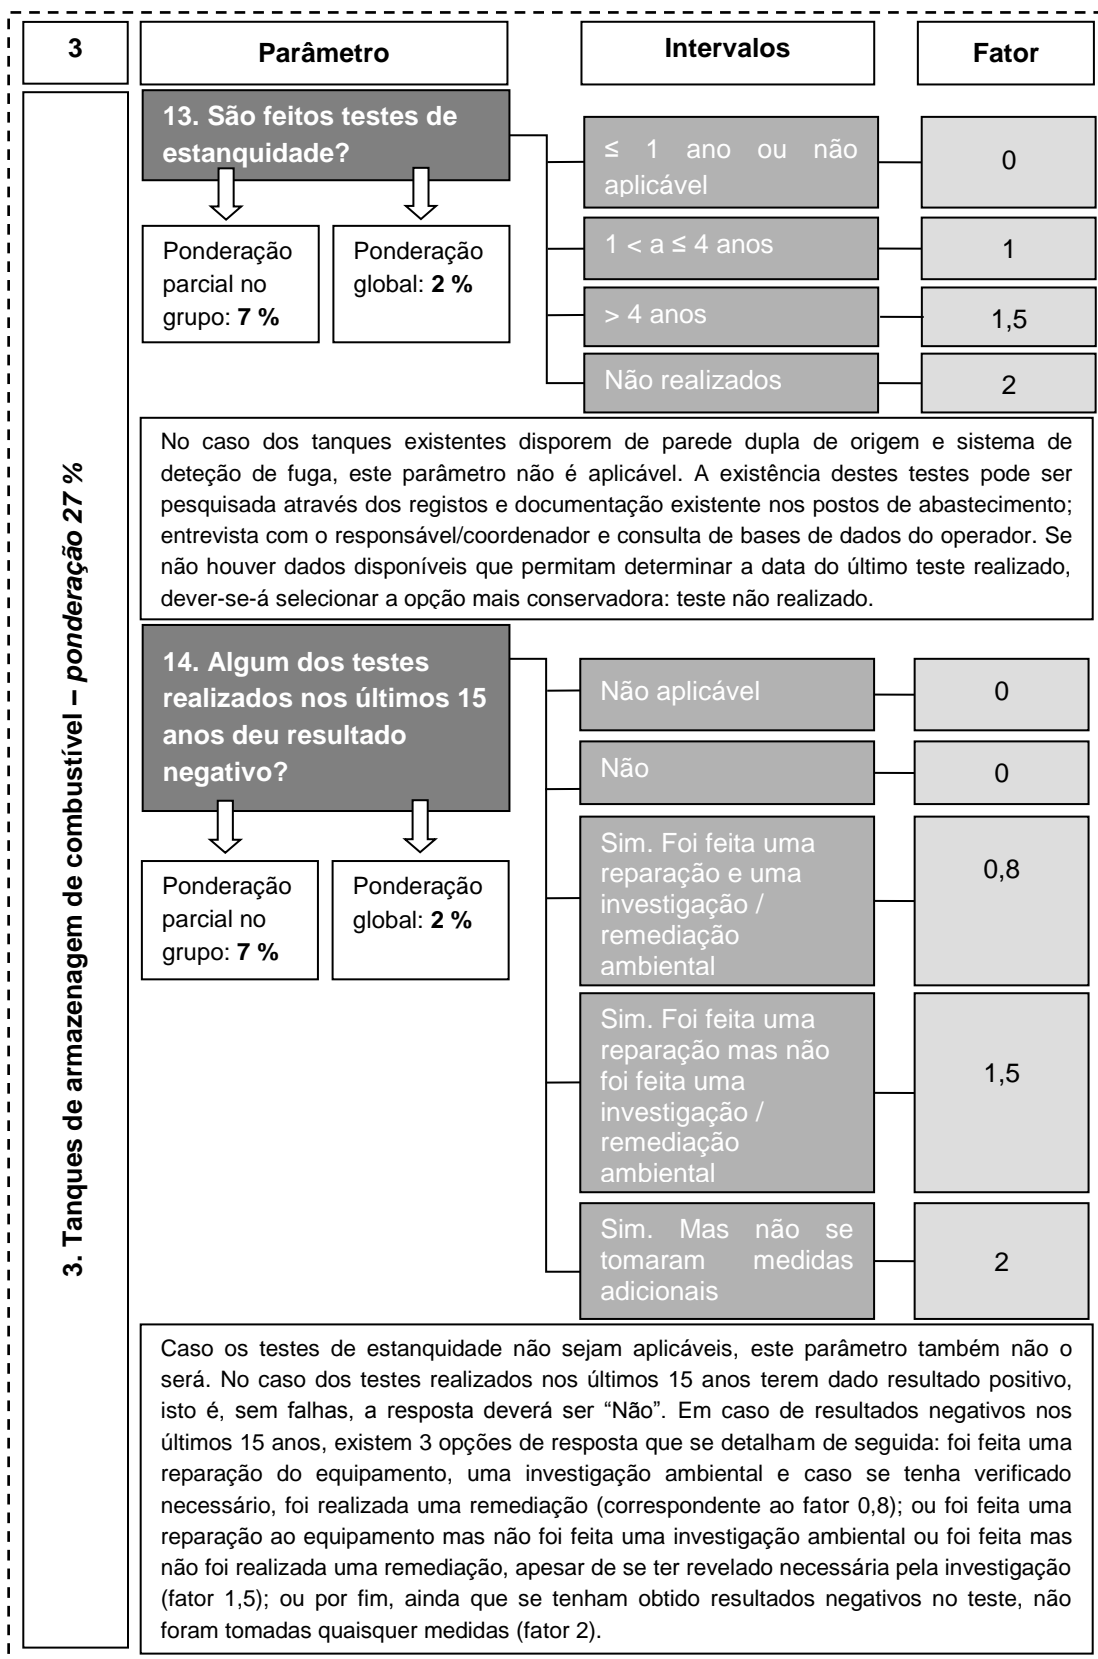 3
Parâmetro
Intervalos
Fator
3. Tanques de armazenagem de combustível – ponderação 27 %
13. São feitos testes de
estanquidade?
Ponderação
parcial no
grupo: 7 %
Ponderação
global: 2 %
≤ 1 ano ou não
aplicável
0
1 < a ≤ 4 anos
1
> 4 anos
1,5
Não realizados
2
No caso dos tanques existentes disporem de parede dupla de origem e sistema de
deteção de fuga, este parâmetro não é aplicável. A existência destes testes pode ser
pesquisada através dos registos e documentação existente nos postos de abastecimento;
entrevista com o responsável/coordenador e consulta de bases de dados do operador. Se
não houver dados disponíveis que permitam determinar a data do último teste realizado,
dever-se-á selecionar a opção mais conservadora: teste não realizado.
14. Algum dos testes
realizados nos últimos 15
anos deu resultado
negativo?
Ponderação
parcial no
grupo: 7 %
Ponderação
global: 2 %
Não aplicável
0
Não
0
Sim. Foi feita uma
reparação e uma
investigação /
remediação
ambiental
0,8
Sim. Foi feita uma
reparação mas não
foi feita uma
investigação /
remediação
ambiental
1,5
Sim. Mas não se
tomaram medidas
adicionais
2
Caso os testes de estanquidade não sejam aplicáveis, este parâmetro também não o
será. No caso dos testes realizados nos últimos 15 anos terem dado resultado positivo,
isto é, sem falhas, a resposta deverá ser “Não”. Em caso de resultados negativos nos
últimos 15 anos, existem 3 opções de resposta que se detalham de seguida: foi feita uma
reparação do equipamento, uma investigação ambiental e caso se tenha verificado
necessário, foi realizada uma remediação (correspondente ao fator 0,8); ou foi feita uma
reparação ao equipamento mas não foi feita uma investigação ambiental ou foi feita mas
não foi realizada uma remediação, apesar de se ter revelado necessária pela investigação
(fator 1,5); ou por fim, ainda que se tenham obtido resultados negativos no teste, não
foram tomadas quaisquer medidas (fator 2).